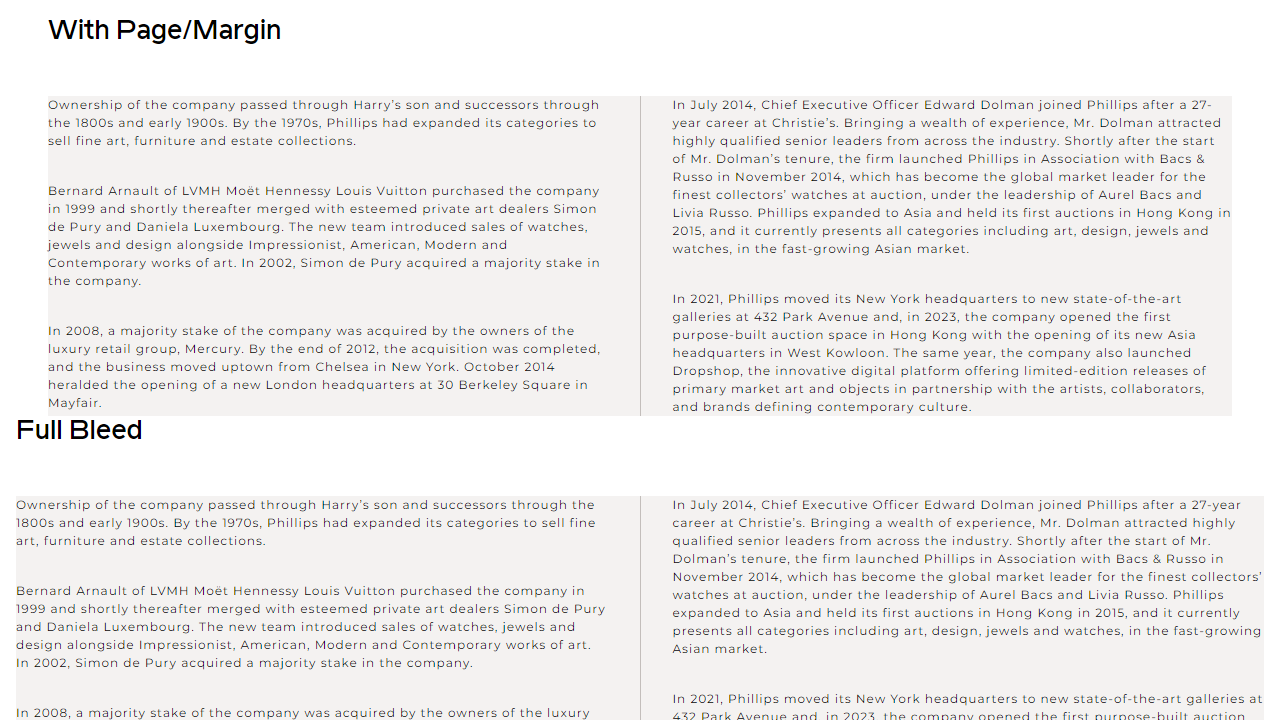 With Page/Margin
Ownership of the company passed through Harry’s son and successors through
the 1800s and early 1900s. By the 1970s, Phillips had expanded its categories to
sell fine art, furniture and estate collections.
Bernard Arnault of LVMH Moët Hennessy Louis Vuitton purchased the company
in 1999 and shortly thereafter merged with esteemed private art dealers Simon
de Pury and Daniela Luxembourg. The new team introduced sales of watches,
jewels and design alongside Impressionist, American, Modern and
Contemporary works of art. In 2002, Simon de Pury acquired a majority stake in
the company.
In 2008, a majority stake of the company was acquired by the owners of the
luxury retail group, Mercury. By the end of 2012, the acquisition was completed,
and the business moved uptown from Chelsea in New York. October 2014
heralded the opening of a new London headquarters at 30 Berkeley Square in
Mayfair.
In July 2014, Chief Executive Officer Edward Dolman joined Phillips after a 27-
year career at Christie’s. Bringing a wealth of experience, Mr. Dolman attracted
highly qualified senior leaders from across the industry. Shortly after the start
of Mr. Dolman’s tenure, the firm launched Phillips in Association with Bacs &
Russo in November 2014, which has become the global market leader for the
finest collectors’ watches at auction, under the leadership of Aurel Bacs and
Livia Russo. Phillips expanded to Asia and held its first auctions in Hong Kong in
2015, and it currently presents all categories including art, design, jewels and
watches, in the fast-growing Asian market.
In 2021, Phillips moved its New York headquarters to new state-of-the-art
galleries at 432 Park Avenue and, in 2023, the company opened the first
purpose-built auction space in Hong Kong with the opening of its new Asia
headquarters in West Kowloon. The same year, the company also launched
Dropshop, the innovative digital platform offering limited-edition releases of
primary market art and objects in partnership with the artists, collaborators,
and brands defining contemporary culture.
Full Bleed
Ownership of the company passed through Harry’s son and successors through the
1800s and early 1900s. By the 1970s, Phillips had expanded its categories to sell fine
art, furniture and estate collections.
Bernard Arnault of LVMH Moët Hennessy Louis Vuitton purchased the company in
1999 and shortly thereafter merged with esteemed private art dealers Simon de Pury
and Daniela Luxembourg. The new team introduced sales of watches, jewels and
design alongside Impressionist, American, Modern and Contemporary works of art.
In 2002, Simon de Pury acquired a majority stake in the company.
In 2008, a majority stake of the company was acquired by the owners of the luxury
In July 2014, Chief Executive Officer Edward Dolman joined Phillips after a 27-year
career at Christie’s. Bringing a wealth of experience, Mr. Dolman attracted highly
qualified senior leaders from across the industry. Shortly after the start of Mr.
Dolman’s tenure, the firm launched Phillips in Association with Bacs & Russo in
November 2014, which has become the global market leader for the finest collectors’
watches at auction, under the leadership of Aurel Bacs and Livia Russo. Phillips
expanded to Asia and held its first auctions in Hong Kong in 2015, and it currently
presents all categories including art, design, jewels and watches, in the fast-growing
Asian market.
In 2021, Phillips moved its New York headquarters to new state-of-the-art galleries at
432 Park Avenue and, in 2023, the company opened the first purpose-built auction